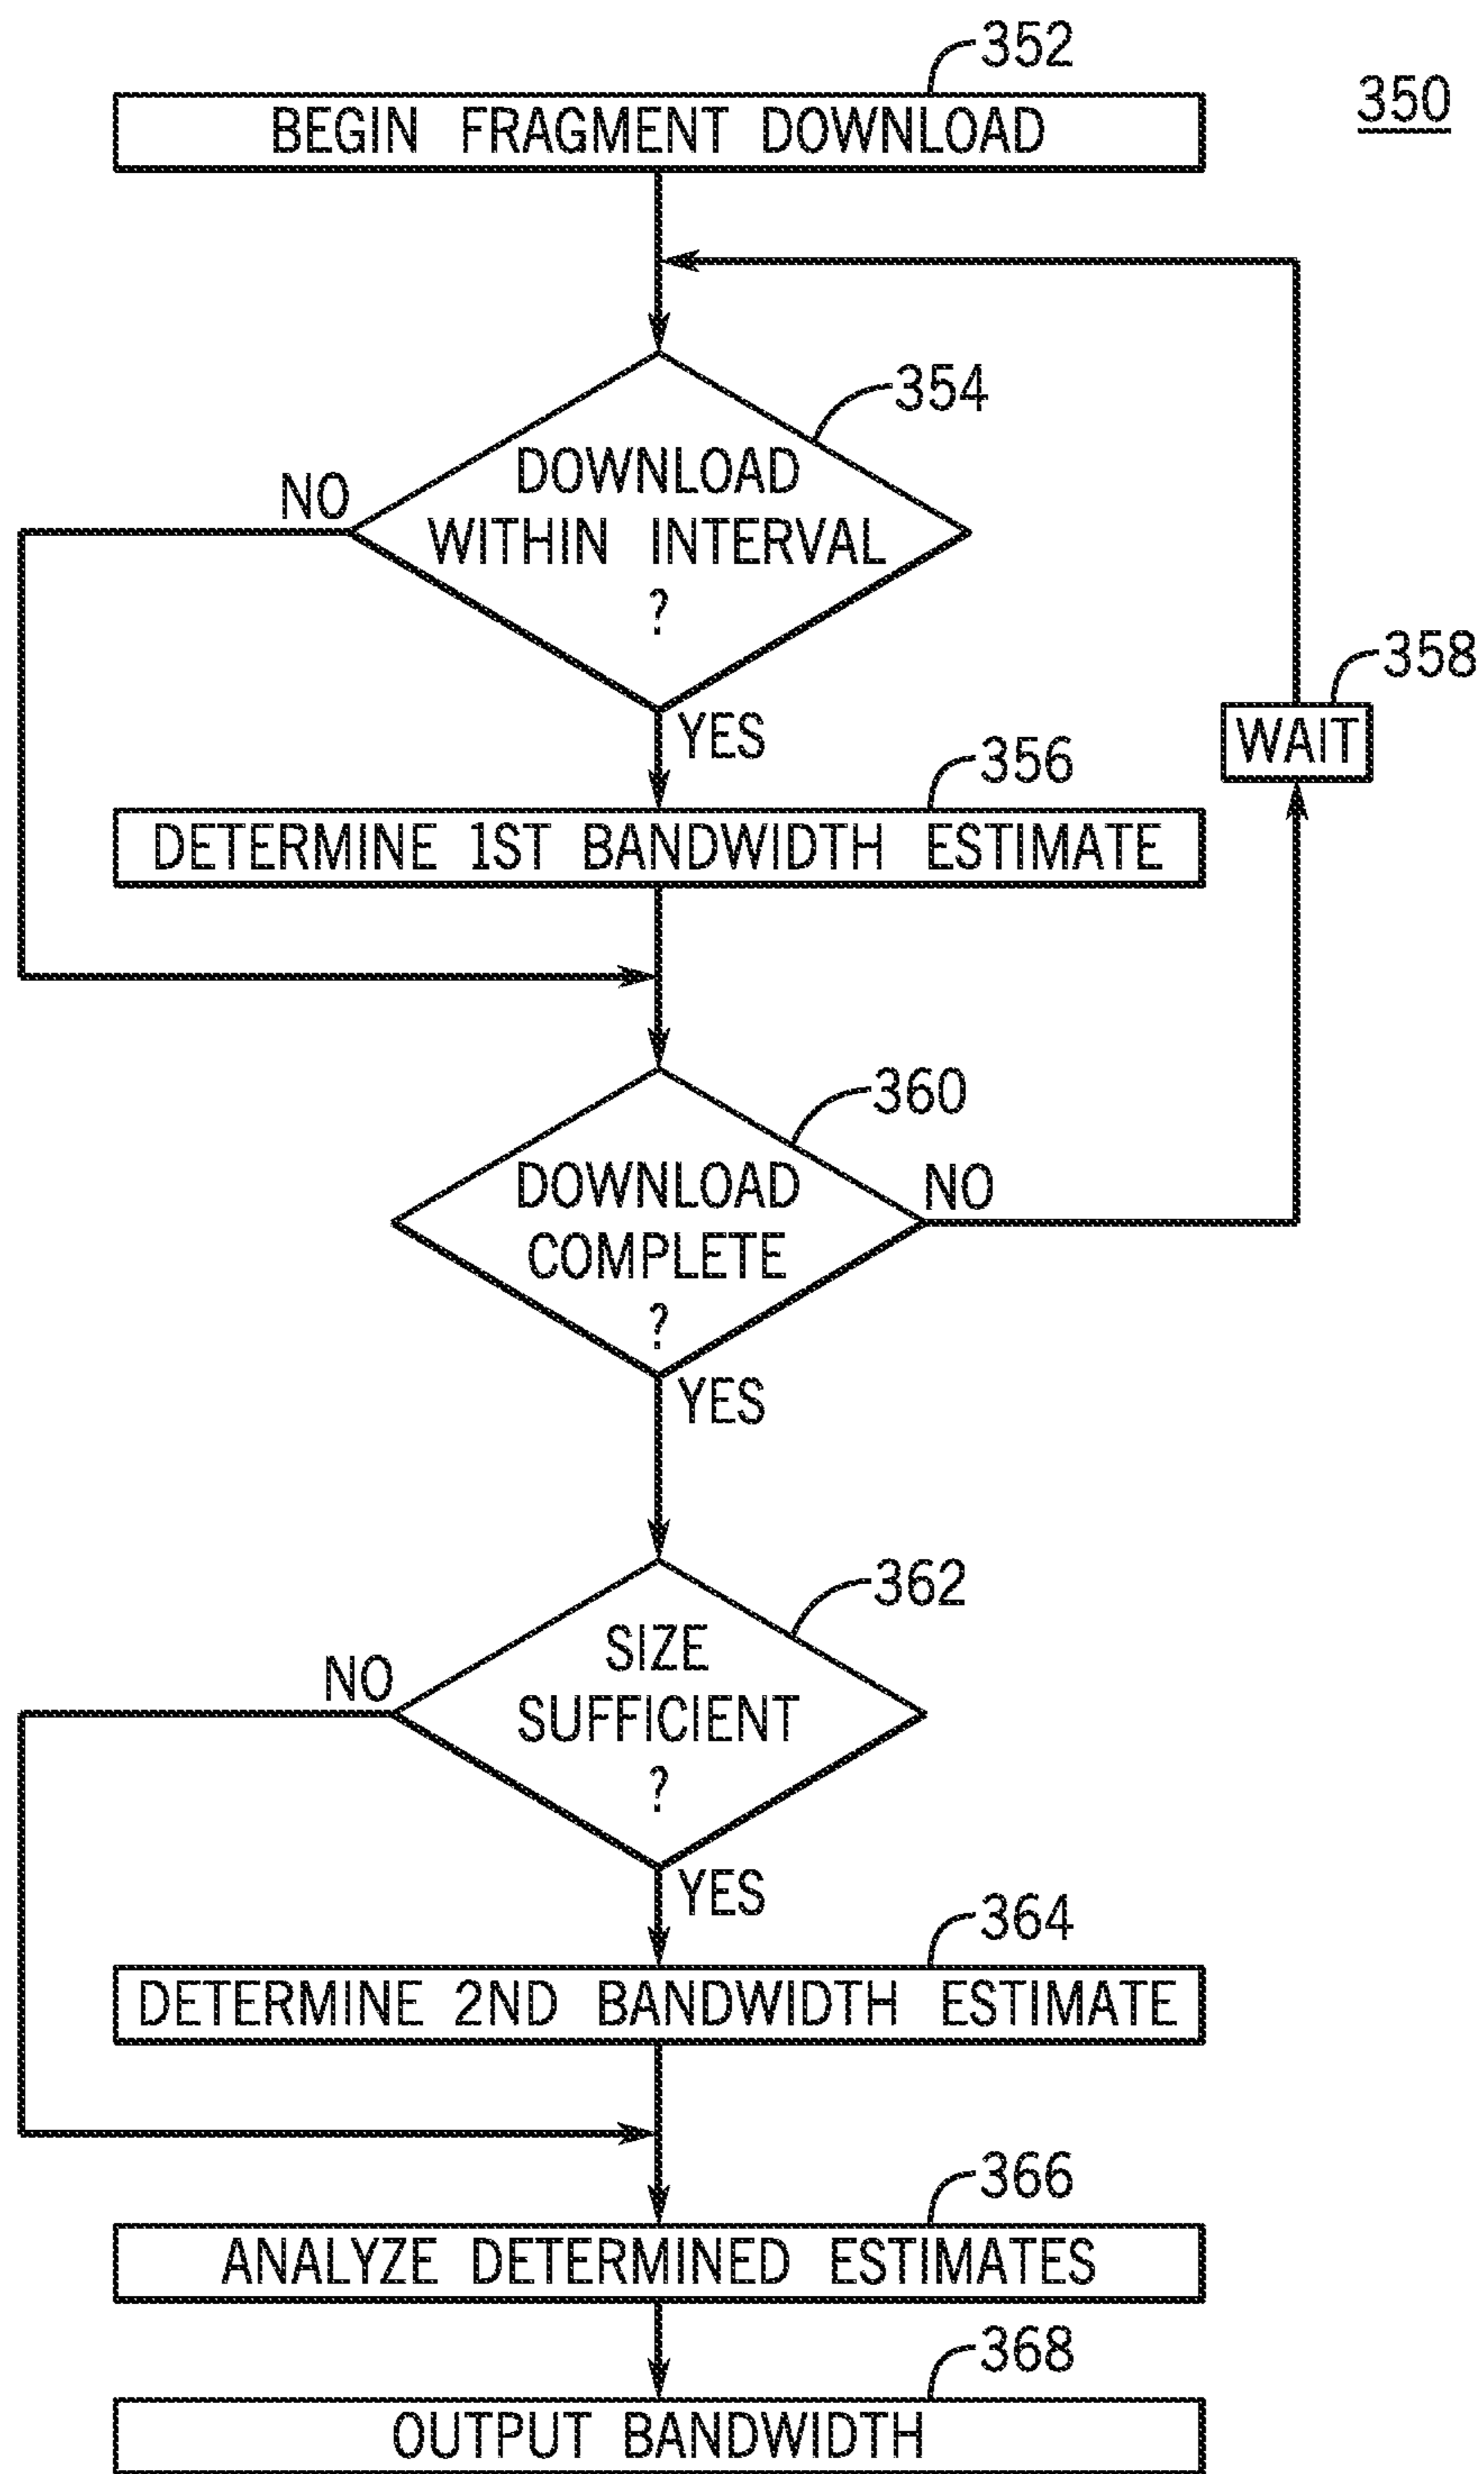 352
350
BEGIN FRAGMENT DOWNLOAD
354
NO
DOWNLOAD
WITHIN INTERVAL
?
358
YES
WAIT
356
DETERMINE 1ST BANDWIDTH ESTIMATE
360
DOWNLOAD
NO
COMPLETE
?
YES
362
SIZE
NO
SUFFICIENT
?
YES
364
DETERMINE 2ND BANDWIDTH ESTIMATE
366
ANALYZE DETERMINED ESTIMATES
368
OUTPUT BANDWIDTH